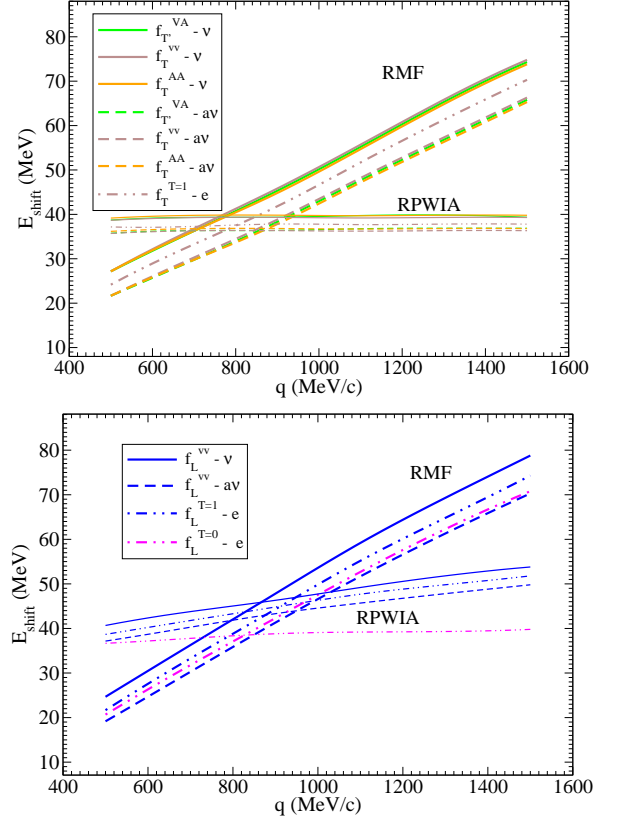 80
70
60
50
40
30
20
10
E_shift (MeV)
f_T'^VA - ν
f_T^vv - ν
f_T^AA - ν
f_T'^VA - aν
f_T^vv - aν
f_T^AA - aν
f_T^T=1 - e
RMF
RPWIA
400 600 800 1000 1200 1400 1600
q (MeV/c)
80
70
60
50
40
30
20
10
E_shift (MeV)
f_L^vv - ν
f_L^vv - aν
f_L^T=1 - e
f_L^T=0 - e
RMF
RPWIA
400 600 800 1000 1200 1400 1600
q (MeV/c)